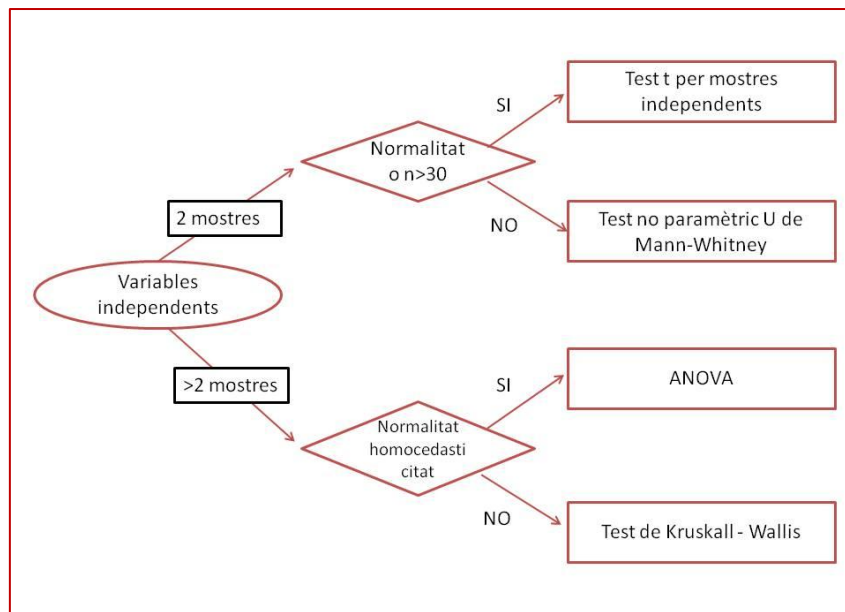 Test t per mostres
independents
SI
Normalitat
o n>30
NO
Test no paramètric U de
Mann-Whitney
2 mostres
Variables
independents
>2 mostres
SI
ANOVA
Normalitat
homocedasti
citat
NO
Test de Kruskall - Wallis